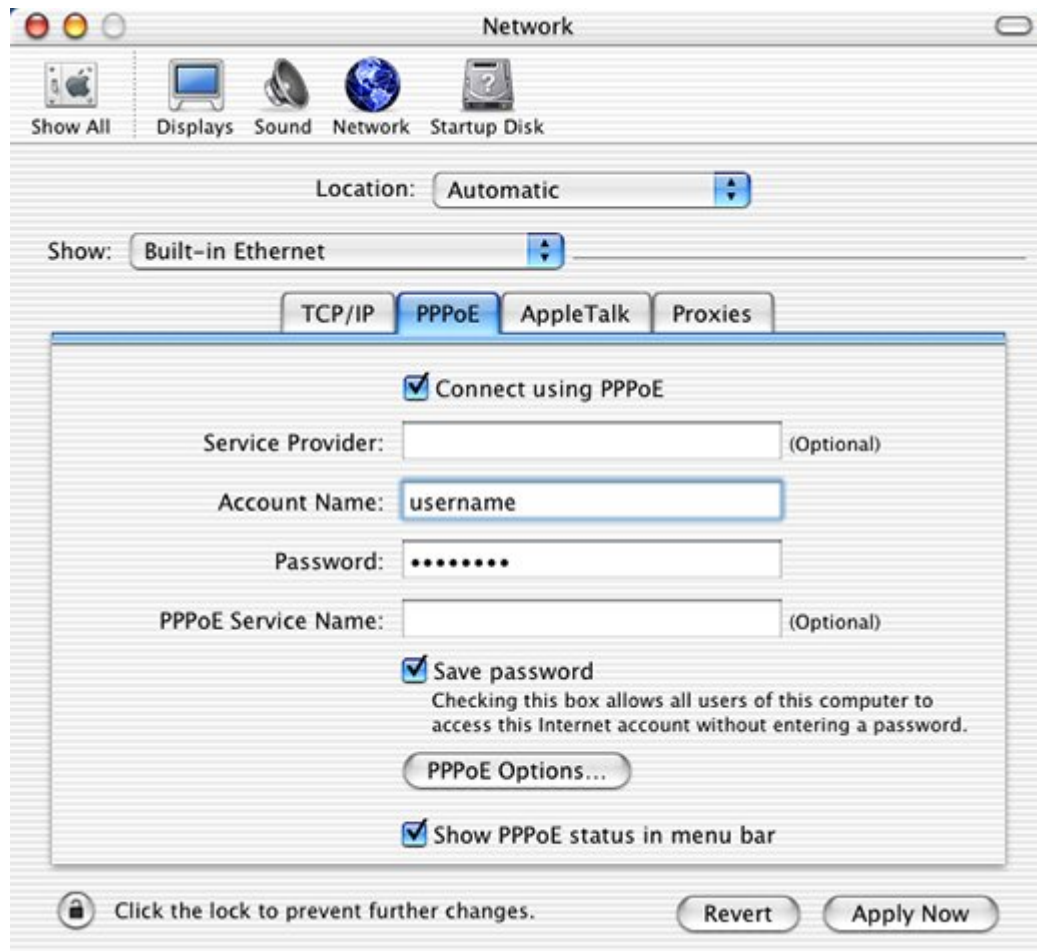 Network
Show All
Displays
Sound
Network
Startup Disk
Location: Automatic
Show: Built-in Ethernet
TCP/IP
PPPoE
AppleTalk
Proxies
Connect using PPPoE
Service Provider: (Optional)
Account Name: username
Password: ••••••••
PPPoE Service Name: (Optional)
Save password
Checking this box allows all users of this computer to
access this Internet account without entering a password.
PPPoE Options...
Show PPPoE status in menu bar
Click the lock to prevent further changes.
Revert
Apply Now